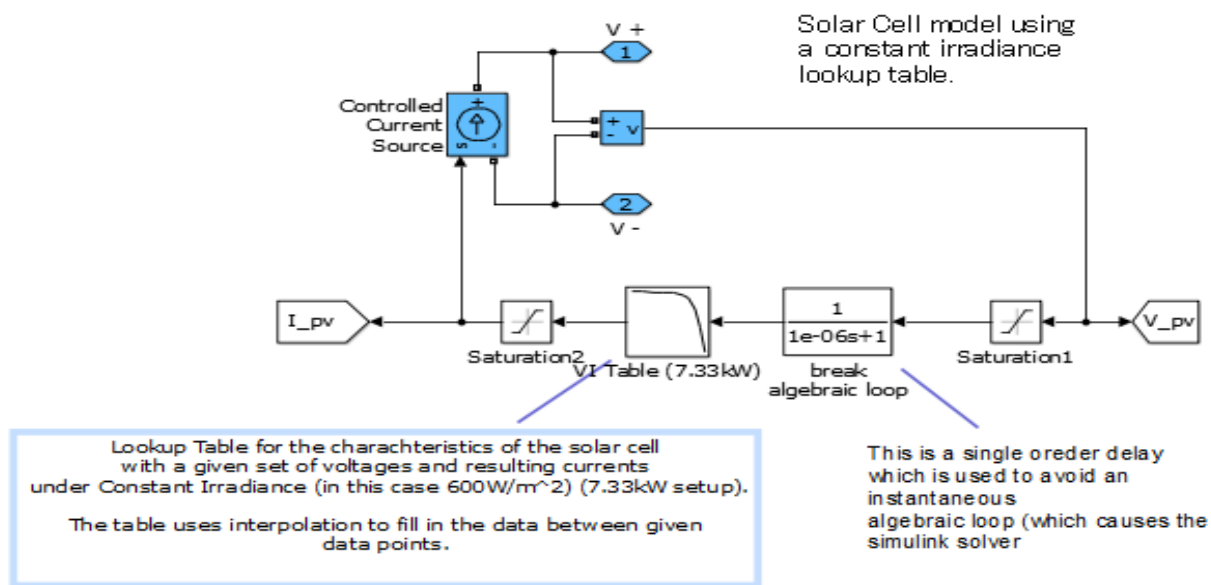 V +
1
Solar Cell model using
a constant irradiance
lookup table.
Controlled
Current
Source
+
s
-
+
-
v
2
V -
I_pv
Saturation2
VI Table (7.33kW)
1
1e-06s+1
break
algebraic loop
Saturation1
V_pv
Lookup Table for the charachteristics of the solar cell
with a given set of voltages and resulting currents
under Constant Irradiance (in this case 600W/m^2) (7.33kW setup).
The table uses interpolation to fill in the data between given
data points.
This is a single oreder delay
which is used to avoid an
instantaneous
algebraic loop (which causes the
simulink solver